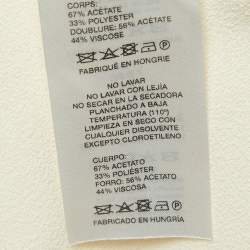 CORPS:
67% ACÉTATE
33% POLYESTER
DOUBLURE: 56% ACÉTATE
44% VISCOSE
FABRIQUÉ EN HONGRIE
NO LAVAR
NO LAVAR CON LEJÍA
NO SECAR EN LA SECADORA
PLANCHADO A BAJA
TEMPERATURA (110°)
LIMPIEZA EN SECO CON
CUALQUIER DISOLVENTE
EXCEPTO CLOROETILENO
CUERPO:
67% ACETATO
33% POLIÉSTER
FORRO: 56% ACETATO
44% VISCOSA
FABRICADO EN HUNGRÍA